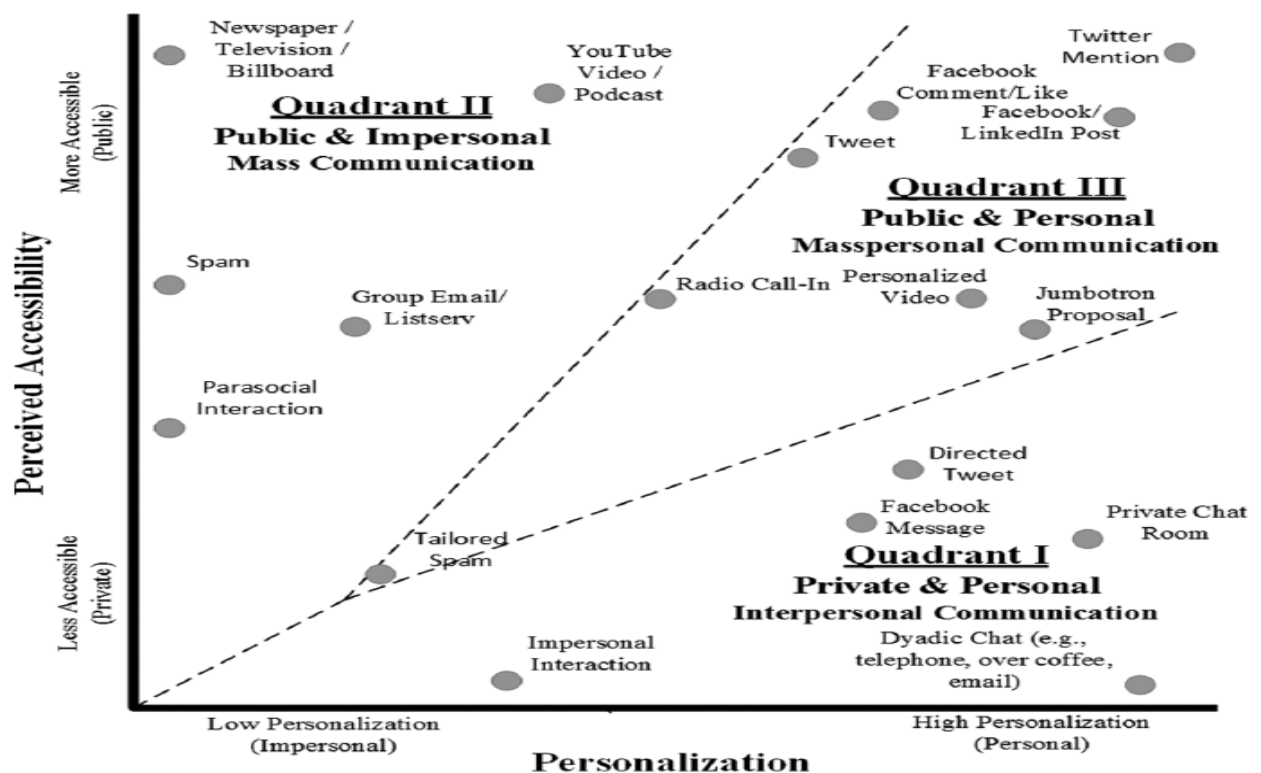 Newspaper /
Television /
Billboard
YouTube
Video /
Podcast
Quadrant II
Public & Impersonal
Mass Communication
Twitter
Mention
Facebook
Comment/Like
Facebook/
LinkedIn Post
Tweet
Quadrant III
Public & Personal
Masspersonal Communication
Spam
Group Email/
Listserv
Radio Call-In
Personalized
Video
Jumbotron
Proposal
Parasocial
Interaction
Directed
Tweet
Facebook
Message
Private Chat
Room
Tailored
Spam
Quadrant I
Private & Personal
Interpersonal Communication
Impersonal
Interaction
Dyadic Chat (e.g.,
telephone, over coffee,
email)
More Accessible
(Public)
Perceived Accessibility
Less Accessible
(Private)
Low Personalization
(Impersonal)
High Personalization
(Personal)
Personalization